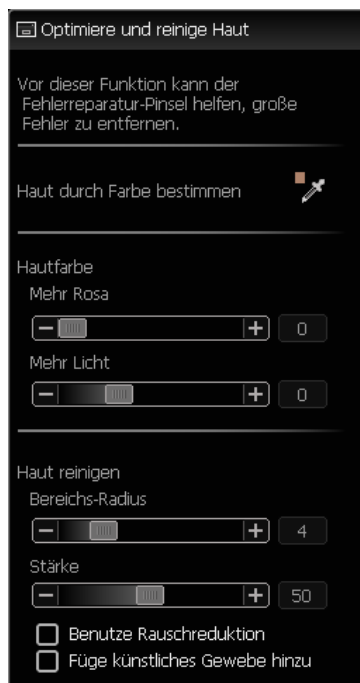 Optimiere und reinige Haut
Vor dieser Funktion kann der
Fehlerreparatur-Pinsel helfen, große
Fehler zu entfernen.
Haut durch Farbe bestimmen
Hautfarbe
Mehr Rosa
0
Mehr Licht
0
Haut reinigen
Bereichs-Radius
4
Stärke
50
Benutze Rauschreduktion
Füge künstliches Gewebe hinzu